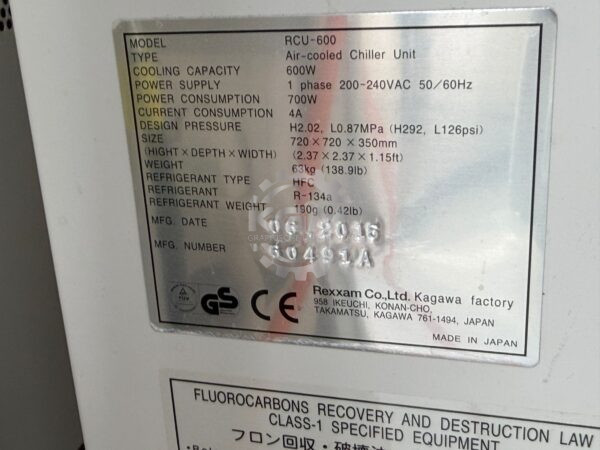 MODEL RCU-600
TYPE Air-cooled Chiller Unit
COOLING CAPACITY 600W
POWER SUPPLY 1 phase 200-240VAC 50/60Hz
POWER CONSUMPTION 700W
CURRENT CONSUMPTION 4A
DESIGN PRESSURE H2.02, L0.87MPa (H292, L126psi)
SIZE 720×720×350mm
(HIGHT×DEPTH×WIDTH) (2.37×2.37×1.15ft)
WEIGHT 63kg (138.9lb)
REFRIGERANT TYPE HFC
REFRIGERANT R-134a
REFRIGERANT WEIGHT 190g (0.42lb)
MFG. DATE 06.2015
MFG. NUMBER 50491A
TÜV GS CE
Rexxam Co.,Ltd. Kagawa factory
958 IKEUCHI, KONAN-CHO,
TAKAMATSU, KAGAWA 761-1494, JAPAN
MADE IN JAPAN
FLUOROCARBONS RECOVERY AND DESTRUCTION LAW
CLASS-1 SPECIFIED EQUIPMENT
フロン回収・破壊